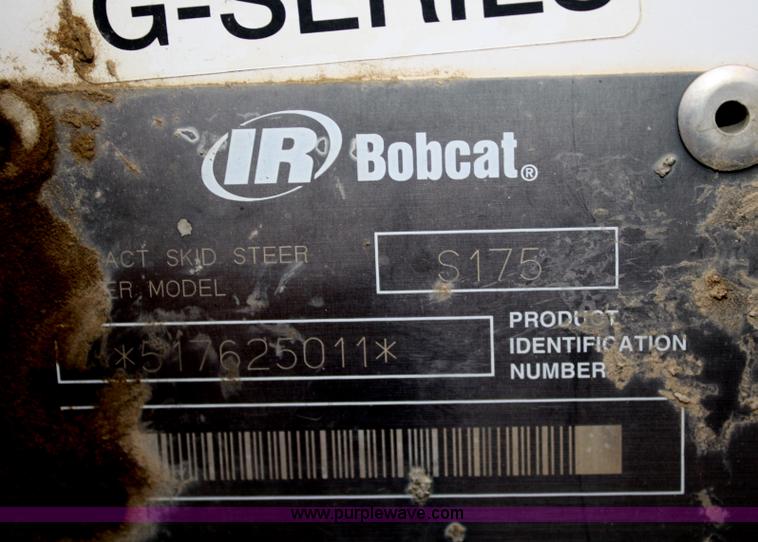 G-SERIES
IR Bobcat®
ACT SKID STEER
ER MODEL
S175
*517625011*
PRODUCT
IDENTIFICATION
NUMBER
www.purplewave.com